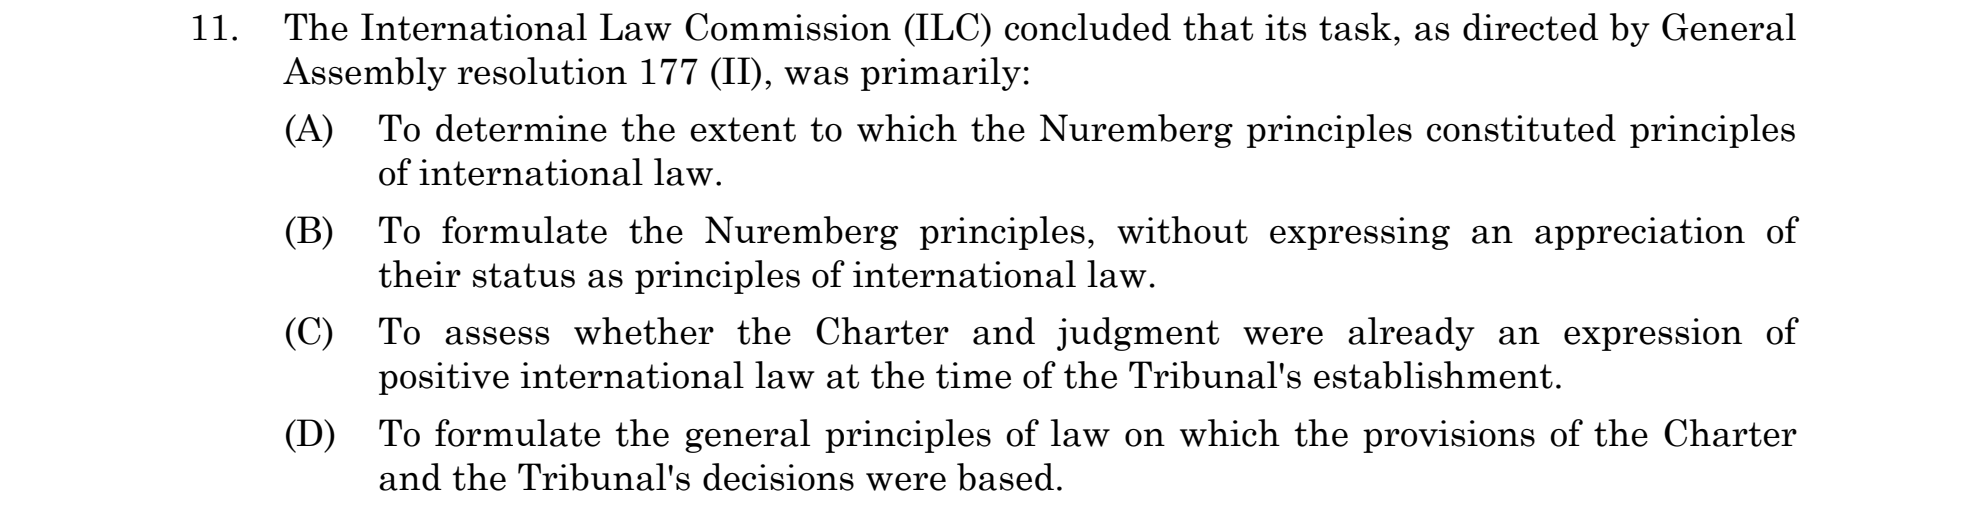 11. The International Law Commission (ILC) concluded that its task, as directed by General
Assembly resolution 177 (II), was primarily:
(A) To determine the extent to which the Nuremberg principles constituted principles
of international law.
(B) To formulate the Nuremberg principles, without expressing an appreciation of
their status as principles of international law.
(C) To assess whether the Charter and judgment were already an expression of
positive international law at the time of the Tribunal's establishment.
(D) To formulate the general principles of law on which the provisions of the Charter
and the Tribunal's decisions were based.